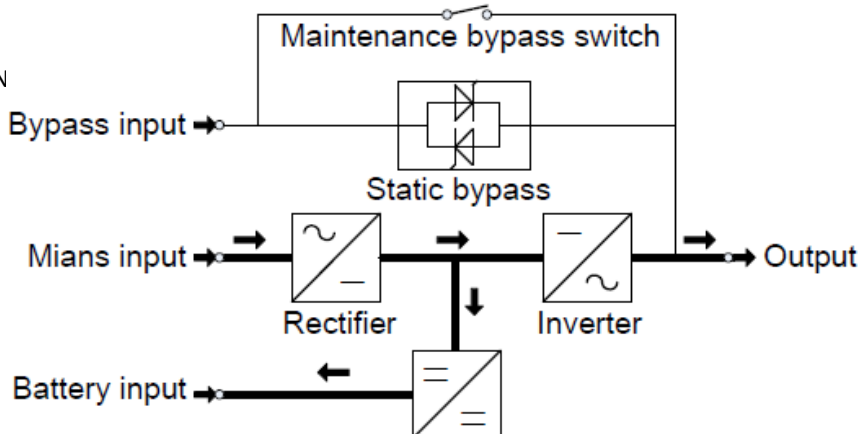 Maintenance bypass switch
N
Bypass input
Static bypass
Mians input
Output
Rectifier
Inverter
Battery input